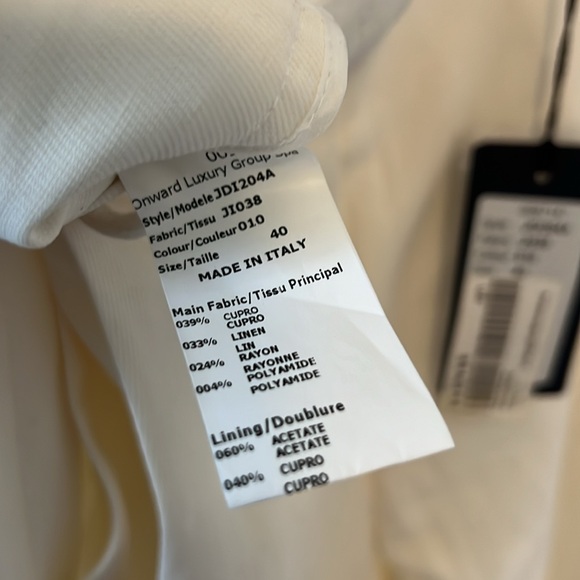 Onward Luxury Group Spa
Style/Modele JDI204A
Fabric/Tissu JI038
Colour/Couleur 010
Size/Taille 40
MADE IN ITALY
Main Fabric/Tissu Principal
039% CUPRO
CUPRO
033% LINEN
LIN
024% RAYON
RAYONNE
004% POLYAMIDE
POLYAMIDE
Lining/Doublure
060% ACETATE
ACETATE
040% CUPRO
CUPRO